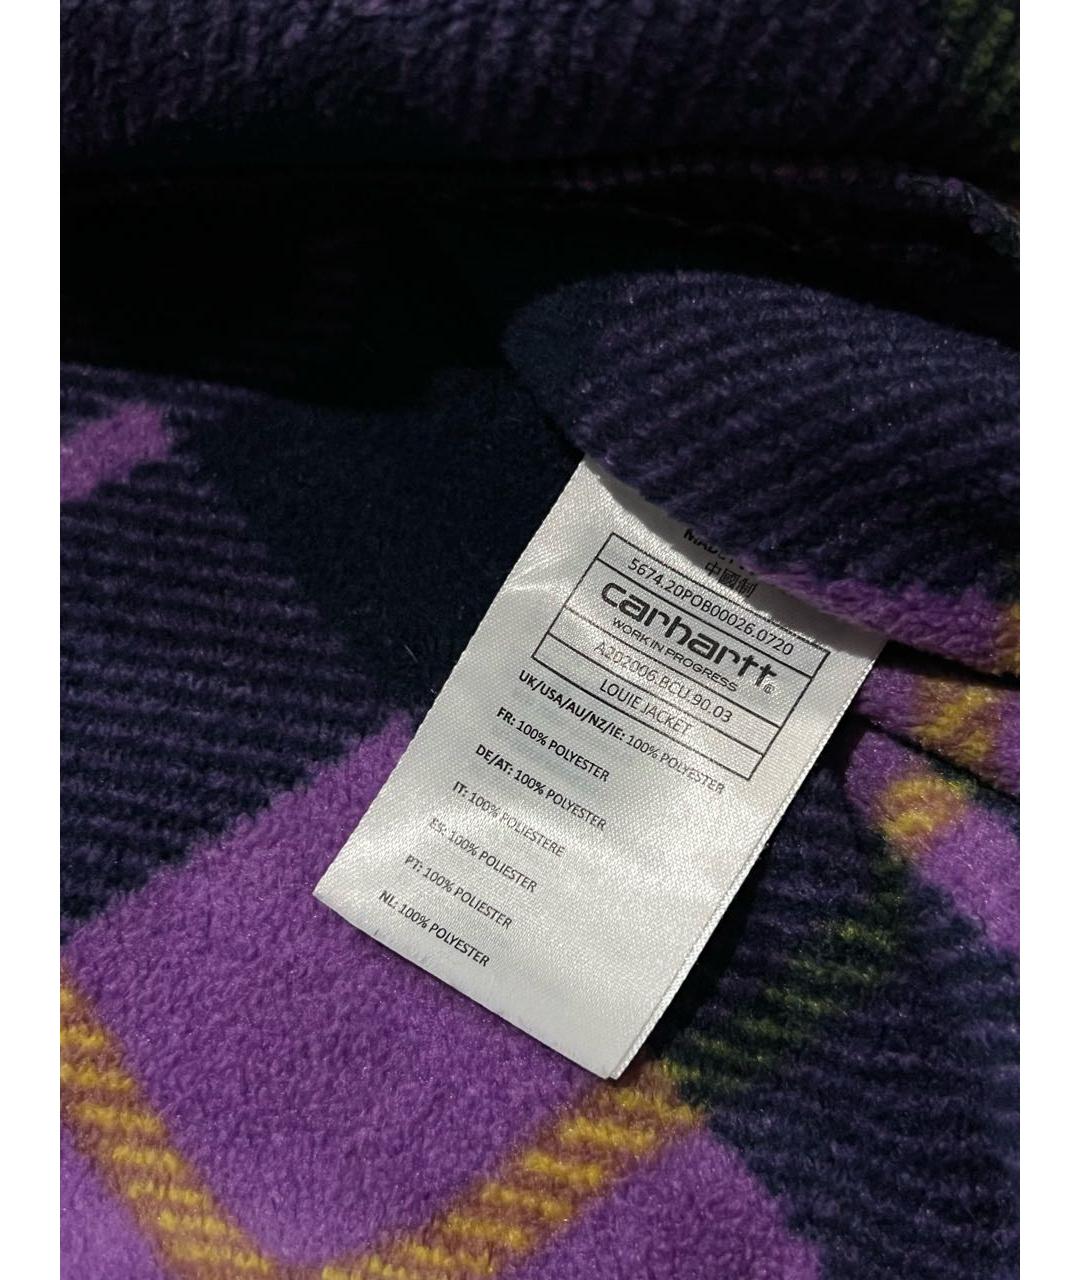 中國制
5674.20POB00026.0720
carhartt®
WORK IN PROGRESS
A202006.BCU.90.03
LOUIE JACKET
UK/USA/AU/NZ/IE: 100% POLYESTER
FR: 100% POLYESTER
DE/AT: 100% POLYESTER
IT: 100% POLIESTERE
ES: 100% POLIESTER
PT: 100% POLIESTER
NL: 100% POLYESTER